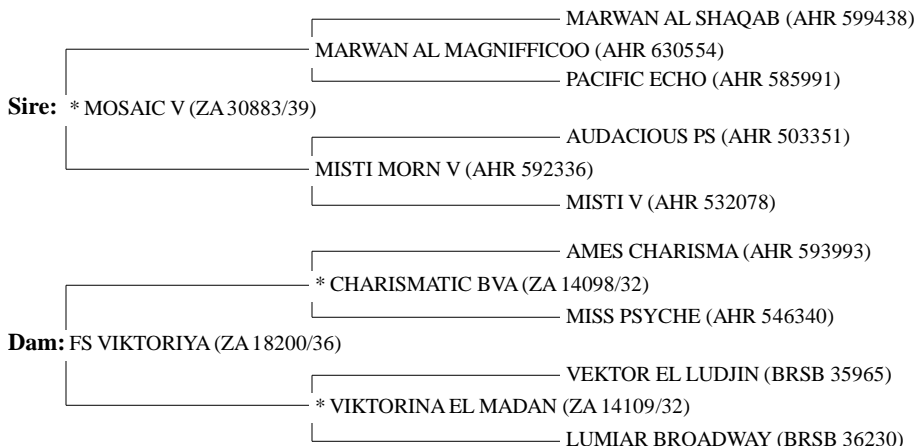 MARWAN AL SHAQAB (AHR 599438)
MARWAN AL MAGNIFFICOO (AHR 630554)
PACIFIC ECHO (AHR 585991)
Sire: * MOSAIC V (ZA 30883/39)
AUDACIOUS PS (AHR 503351)
MISTI MORN V (AHR 592336)
MISTI V (AHR 532078)
AMES CHARISMA (AHR 593993)
* CHARISMATIC BVA (ZA 14098/32)
MISS PSYCHE (AHR 546340)
Dam: FS VIKTORIYA (ZA 18200/36)
VEKTOR EL LUDJIN (BRSB 35965)
* VIKTORINA EL MADAN (ZA 14109/32)
LUMIAR BROADWAY (BRSB 36230)